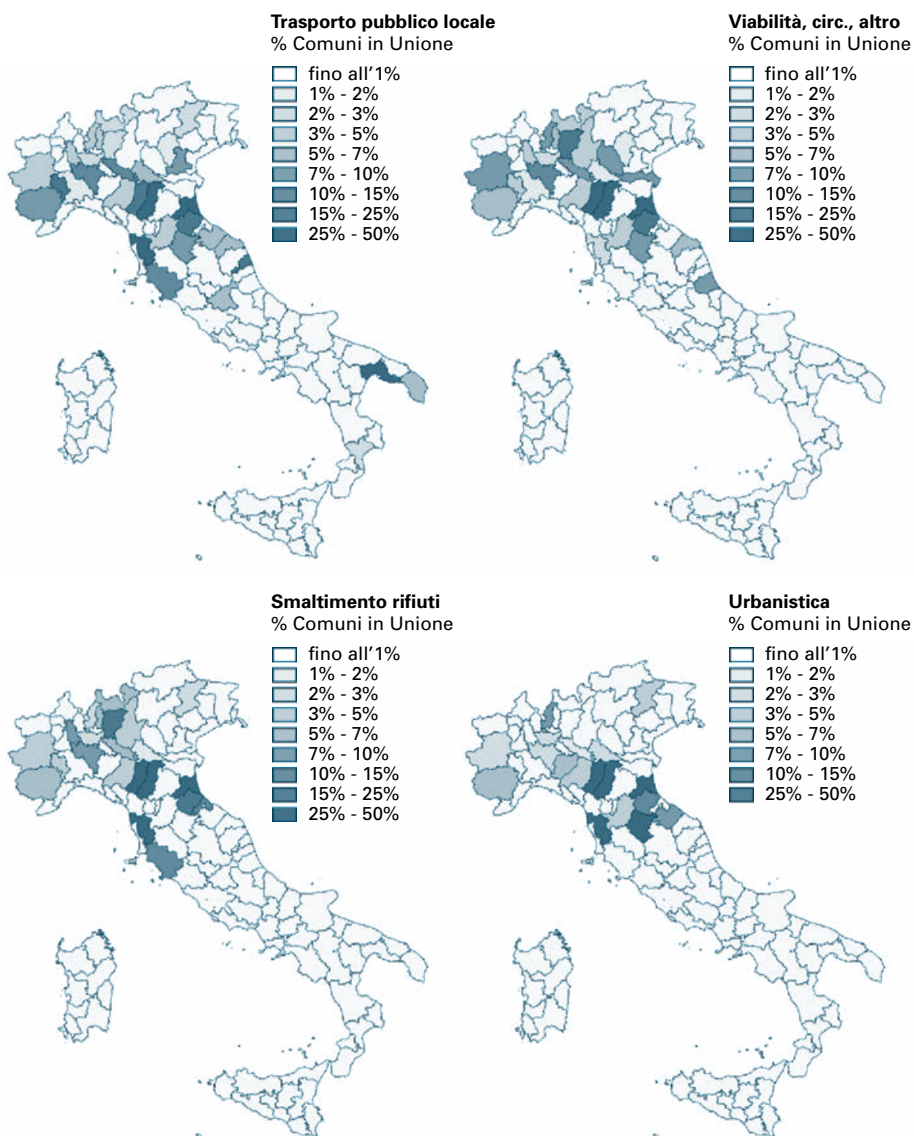 Trasporto pubblico locale
% Comuni in Unione
fino all'1%
1% - 2%
2% - 3%
3% - 5%
5% - 7%
7% - 10%
10% - 15%
15% - 25%
25% - 50%
Viabilità, circ., altro
% Comuni in Unione
fino all'1%
1% - 2%
2% - 3%
3% - 5%
5% - 7%
7% - 10%
10% - 15%
15% - 25%
25% - 50%
Smaltimento rifiuti
% Comuni in Unione
fino all'1%
1% - 2%
2% - 3%
3% - 5%
5% - 7%
7% - 10%
10% - 15%
15% - 25%
25% - 50%
Urbanistica
% Comuni in Unione
fino all'1%
1% - 2%
2% - 3%
3% - 5%
5% - 7%
7% - 10%
10% - 15%
25% - 50%